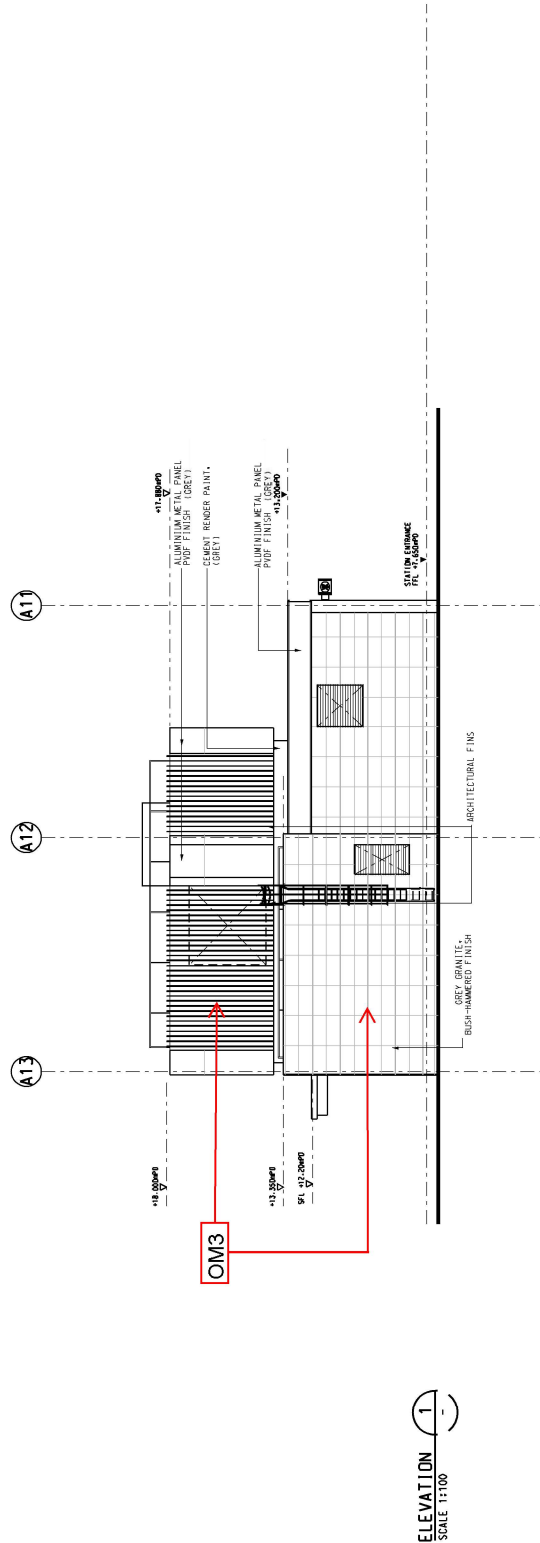 A13
A12
A11
+18.000mPD
+17.880mPD
ALUMINIUM METAL PANEL
PVDF FINISH (GREY)
CEMENT RENDER PAINT,
(GREY)
OM3
+13.350mPD
SFL +12.20mPD
ALUMINIUM METAL PANEL
PVDF FINISH (GREY)
+13.200mPD
STATION ENTRANCE
FFL +7.650mPD
GREY GRANITE,
BUSH-HAMMERED FINISH
ARCHITECTURAL FINS
ELEVATION
SCALE 1:100
1
-